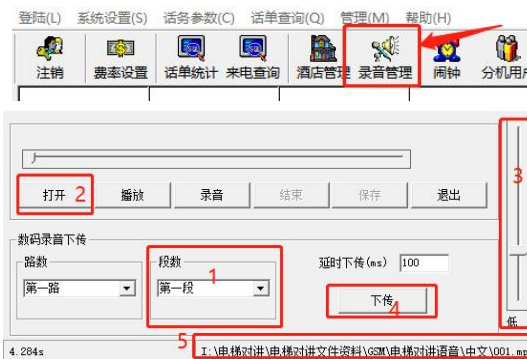 登陆(L) 系统设置(S) 话务参数(C) 话单查询(Q) 管理(M) 帮助(H)
注销 费率设置 话单统计 来电查询 酒店管理 录音管理 闹钟 分机用户
打开 2 播放 录音 结束 保存 退出
3
数码录音下传
路数 段数 延时下传(ms) 100
第一路 1 第一段
下传 4
低
4.284s 5 I:\电梯对讲\电梯对讲文件资料\GSM\电梯对讲语音\中文\001.mp